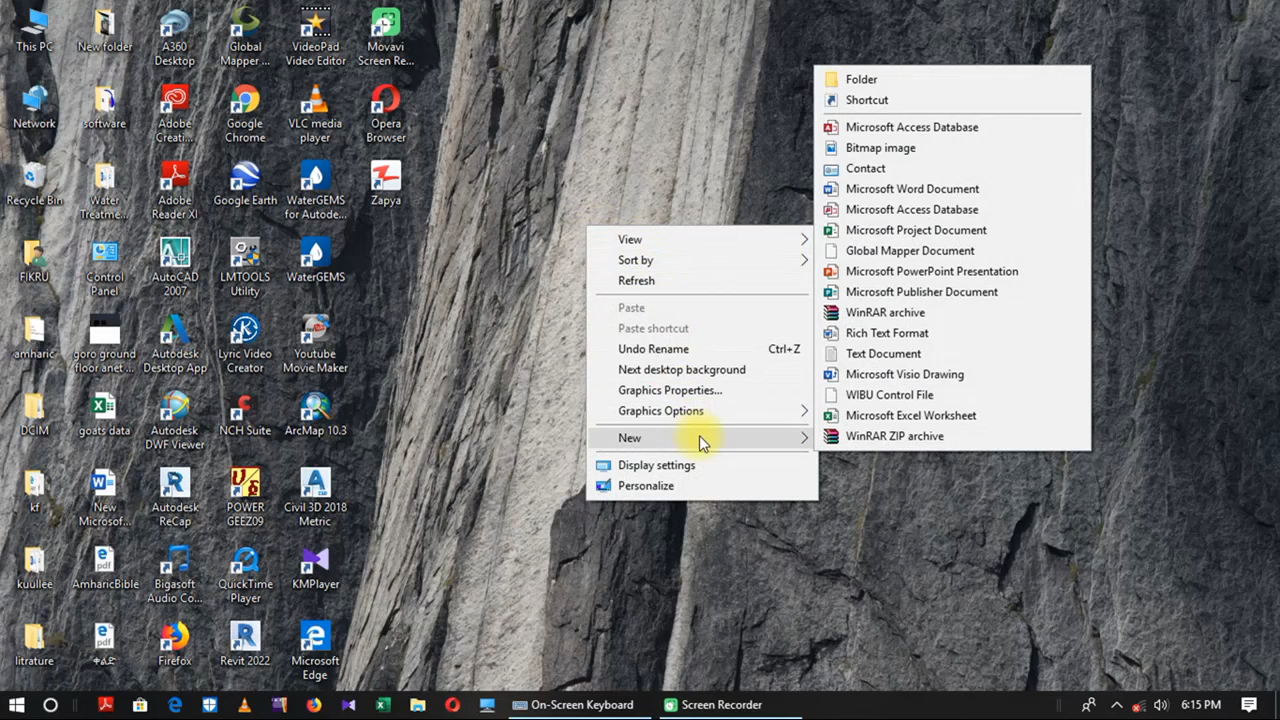 This PC
New folder
A360
Desktop
Global
Mapper ...
VideoPad
Video Editor
Movavi
Screen Re...
Network
software
Adobe
Creati...
Google
Chrome
VLC media
player
Opera
Browser
Recycle Bin
Water
Treatme...
Adobe
Reader XI
Google Earth
WaterGEMS
for Autode...
Zapya
FIKRU
Control
Panel
AutoCAD
2007
LMTOOLS
Utility
WaterGEMS
amharic
goro ground
floor anet ...
Autodesk
Desktop App
Lyric Video
Creator
Youtube
Movie Maker
DCIM
goats data
Autodesk
DWF Viewer
NCH Suite
ArcMap 10.3
kf
New
Microsof...
Autodesk
ReCap
POWER
GEEZ09
Civil 3D 2018
Metric
kuullee
AmharicBible
Bigasoft
Audio Co...
QuickTime
Player
KMPlayer
litrature
ቀፊድ
Firefox
Revit 2022
Microsoft
Edge
View
Sort by
Refresh
Paste
Paste shortcut
Undo Rename Ctrl+Z
Next desktop background
Graphics Properties...
Graphics Options
New
Display settings
Personalize
Folder
Shortcut
Microsoft Access Database
Bitmap image
Contact
Microsoft Word Document
Microsoft Access Database
Microsoft Project Document
Global Mapper Document
Microsoft PowerPoint Presentation
Microsoft Publisher Document
WinRAR archive
Rich Text Format
Text Document
Microsoft Visio Drawing
WIBU Control File
Microsoft Excel Worksheet
WinRAR ZIP archive
On-Screen Keyboard
Screen Recorder
6:15 PM